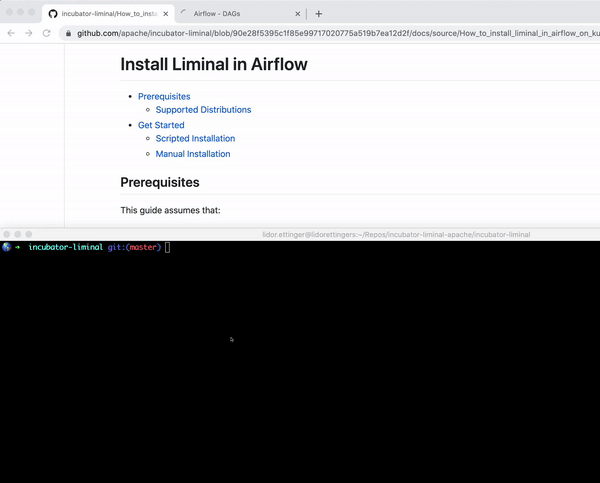 incubator-liminal/How_to_insta
Airflow - DAGs
github.com/apache/incubator-liminal/blob/90e28f5395c1f85e99717020775a519b7ea12d2f/docs/source/How_to_install_liminal_in_airflow_on_ku
Install Liminal in Airflow
Prerequisites
Supported Distributions
Get Started
Scripted Installation
Manual Installation
Prerequisites
This guide assumes that:
lidor.ettinger@lidorettingers:~/Repos/incubator-liminal-apache/incubator-liminal
➜ incubator-liminal git:(master)